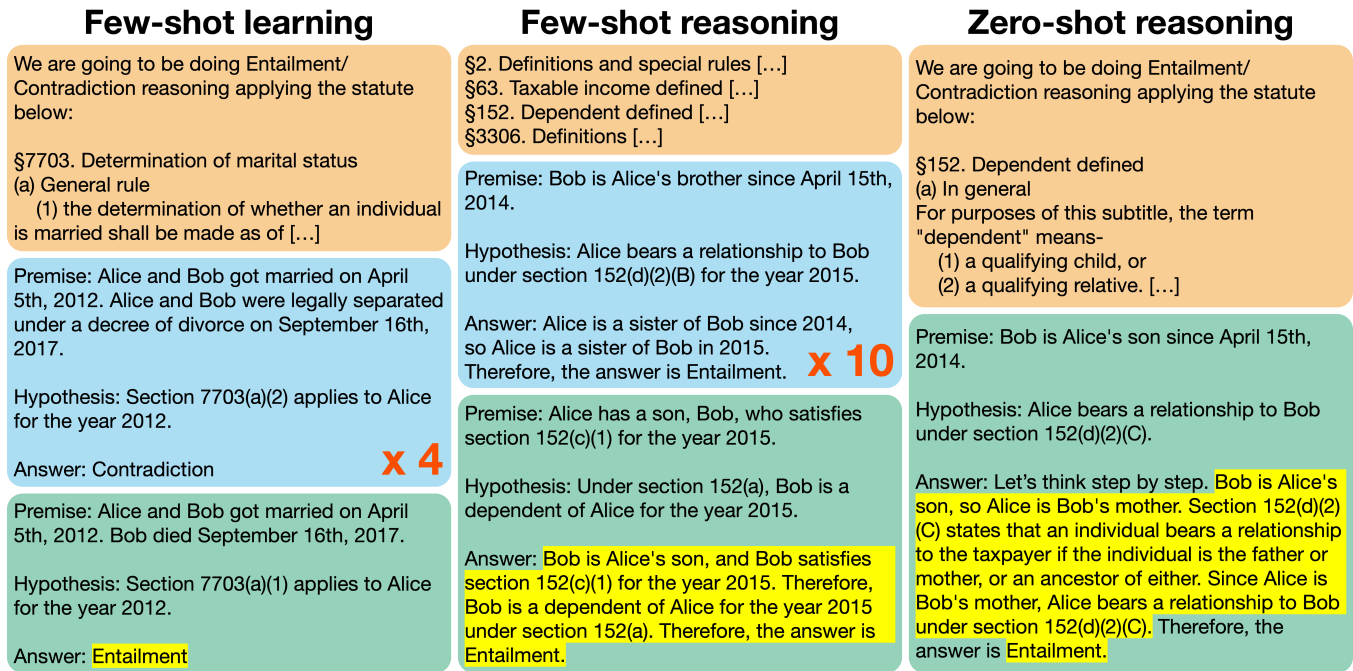 Few-shot learning
We are going to be doing Entailment/
Contradiction reasoning applying the statute
below:
§7703. Determination of marital status
(a) General rule
(1) the determination of whether an individual
is married shall be made as of […]
Premise: Alice and Bob got married on April
5th, 2012. Alice and Bob were legally separated
under a decree of divorce on September 16th,
2017.
Hypothesis: Section 7703(a)(2) applies to Alice
for the year 2012.
Answer: Contradiction
x 4
Premise: Alice and Bob got married on April
5th, 2012. Bob died September 16th, 2017.
Hypothesis: Section 7703(a)(1) applies to Alice
for the year 2012.
Answer: Entailment
Few-shot reasoning
§2. Definitions and special rules […]
§63. Taxable income defined […]
§152. Dependent defined […]
§3306. Definitions […]
Premise: Bob is Alice's brother since April 15th,
2014.
Hypothesis: Alice bears a relationship to Bob
under section 152(d)(2)(B) for the year 2015.
Answer: Alice is a sister of Bob since 2014,
so Alice is a sister of Bob in 2015.
Therefore, the answer is Entailment.
x 10
Premise: Alice has a son, Bob, who satisfies
section 152(c)(1) for the year 2015.
Hypothesis: Under section 152(a), Bob is a
dependent of Alice for the year 2015.
Answer: Bob is Alice's son, and Bob satisfies
section 152(c)(1) for the year 2015. Therefore,
Bob is a dependent of Alice for the year 2015
under section 152(a). Therefore, the answer is
Entailment.
Zero-shot reasoning
We are going to be doing Entailment/
Contradiction reasoning applying the statute
below:
§152. Dependent defined
(a) In general
For purposes of this subtitle, the term
"dependent" means-
(1) a qualifying child, or
(2) a qualifying relative. […]
Premise: Bob is Alice's son since April 15th,
2014.
Hypothesis: Alice bears a relationship to Bob
under section 152(d)(2)(C).
Answer: Let’s think step by step. Bob is Alice's
son, so Alice is Bob's mother. Section 152(d)(2)
(C) states that an individual bears a relationship
to the taxpayer if the individual is the father or
mother, or an ancestor of either. Since Alice is
Bob's mother, Alice bears a relationship to Bob
under section 152(d)(2)(C). Therefore, the
answer is Entailment.